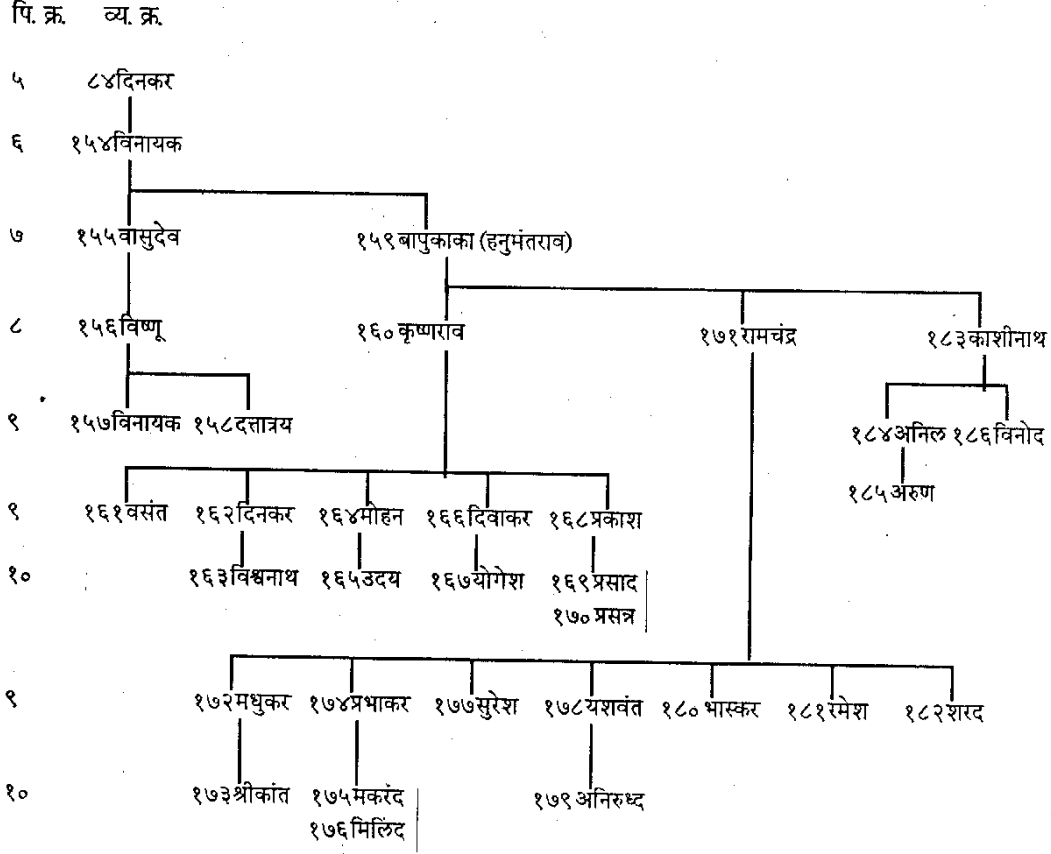 पि. क्र. व्य. क्र.
५ ८४दिनकर
६ १५४विनायक
७ १५५वासुदेव १५९बापुकाका (हनुमंतराव)
८ १५६विष्णू १६०कृष्णराव १७१रामचंद्र १८३काशीनाथ
९ १५७विनायक १५८दत्तात्रय १८४अनिल १८६विनोद
१८५अरुण
९ १६१वसंत १६२दिनकर १६४मोहन १६६दिवाकर १६८प्रकाश
१० १६३विश्वनाथ १६५उदय १६७योगेश १६९प्रसाद
१७०प्रसन्न
९ १७२मधुकर १७४प्रभाकर १७७सुरेश १७८यशवंत १८०भास्कर १८१रमेश १८२शरद
१० १७३श्रीकांत १७५मकरंद १७९अनिरुध्द
१७६मिलिंद